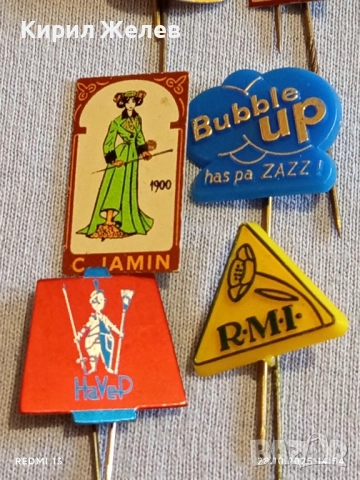 Кирил Желев
1900
C. JAMIN
Bubble
up
has pa ZAZZ!
HaVeP
R·M·I·
REDMI 13